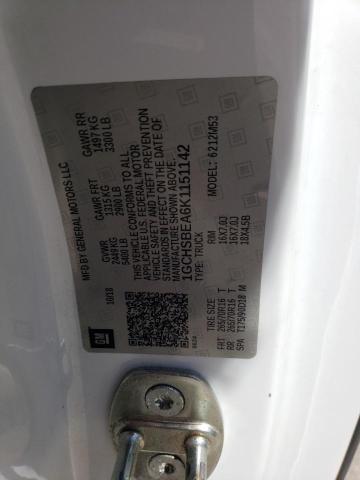 MFD BY GENERAL MOTORS LLC
10/18
GVWR
2449 KG
5400 LB
GAWR FRT
1315 KG
2900 LB
GAWR RR
1497 KG
3300 LB
THIS VEHICLE CONFORMS TO ALL
APPLICABLE U.S. FEDERAL MOTOR
VEHICLE SAFETY AND THEFT PREVENTION
STANDARDS IN EFFECT ON THE DATE OF
MANUFACTURE SHOWN ABOVE.
1GCHSBEA6K1151142
TYPE: TRUCK
MODEL: 6212M53
TIRE SIZE
RIM
FRT 265/70R16 T
16X7.0J
RR 265/70R16 T
16X7.0J
T175/90D18 M
18X4.5B
GM